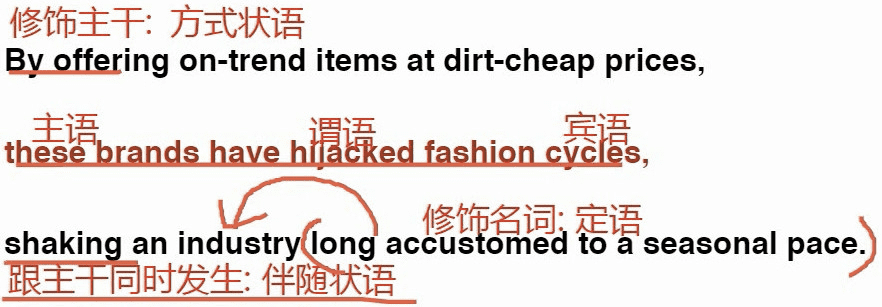 修饰主干: 方式状语
By offering on-trend items at dirt-cheap prices,
主语 谓语 宾语
these brands have hijacked fashion cycles,
修饰名词: 定语
shaking an industry (long accustomed to a seasonal pace.)
跟主干同时发生: 伴随状语